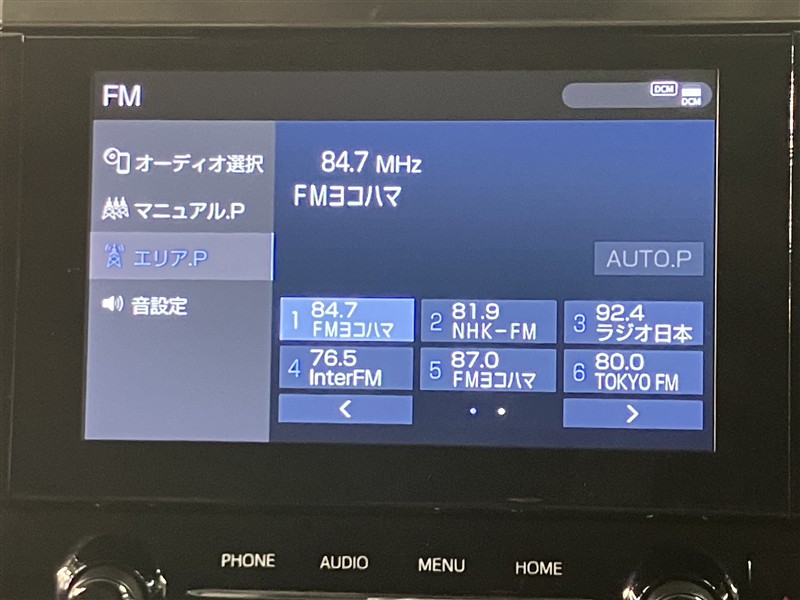 FM
DCM
DCM
オーディオ選択
マニュアル.P
エリア.P
音設定
84.7 MHz
FMヨコハマ
AUTO.P
1 84.7 FMヨコハマ
2 81.9 NHK-FM
3 92.4 ラジオ日本
4 76.5 InterFM
5 87.0 FMヨコハマ
6 80.0 TOKYO FM
< >
PHONE AUDIO MENU HOME